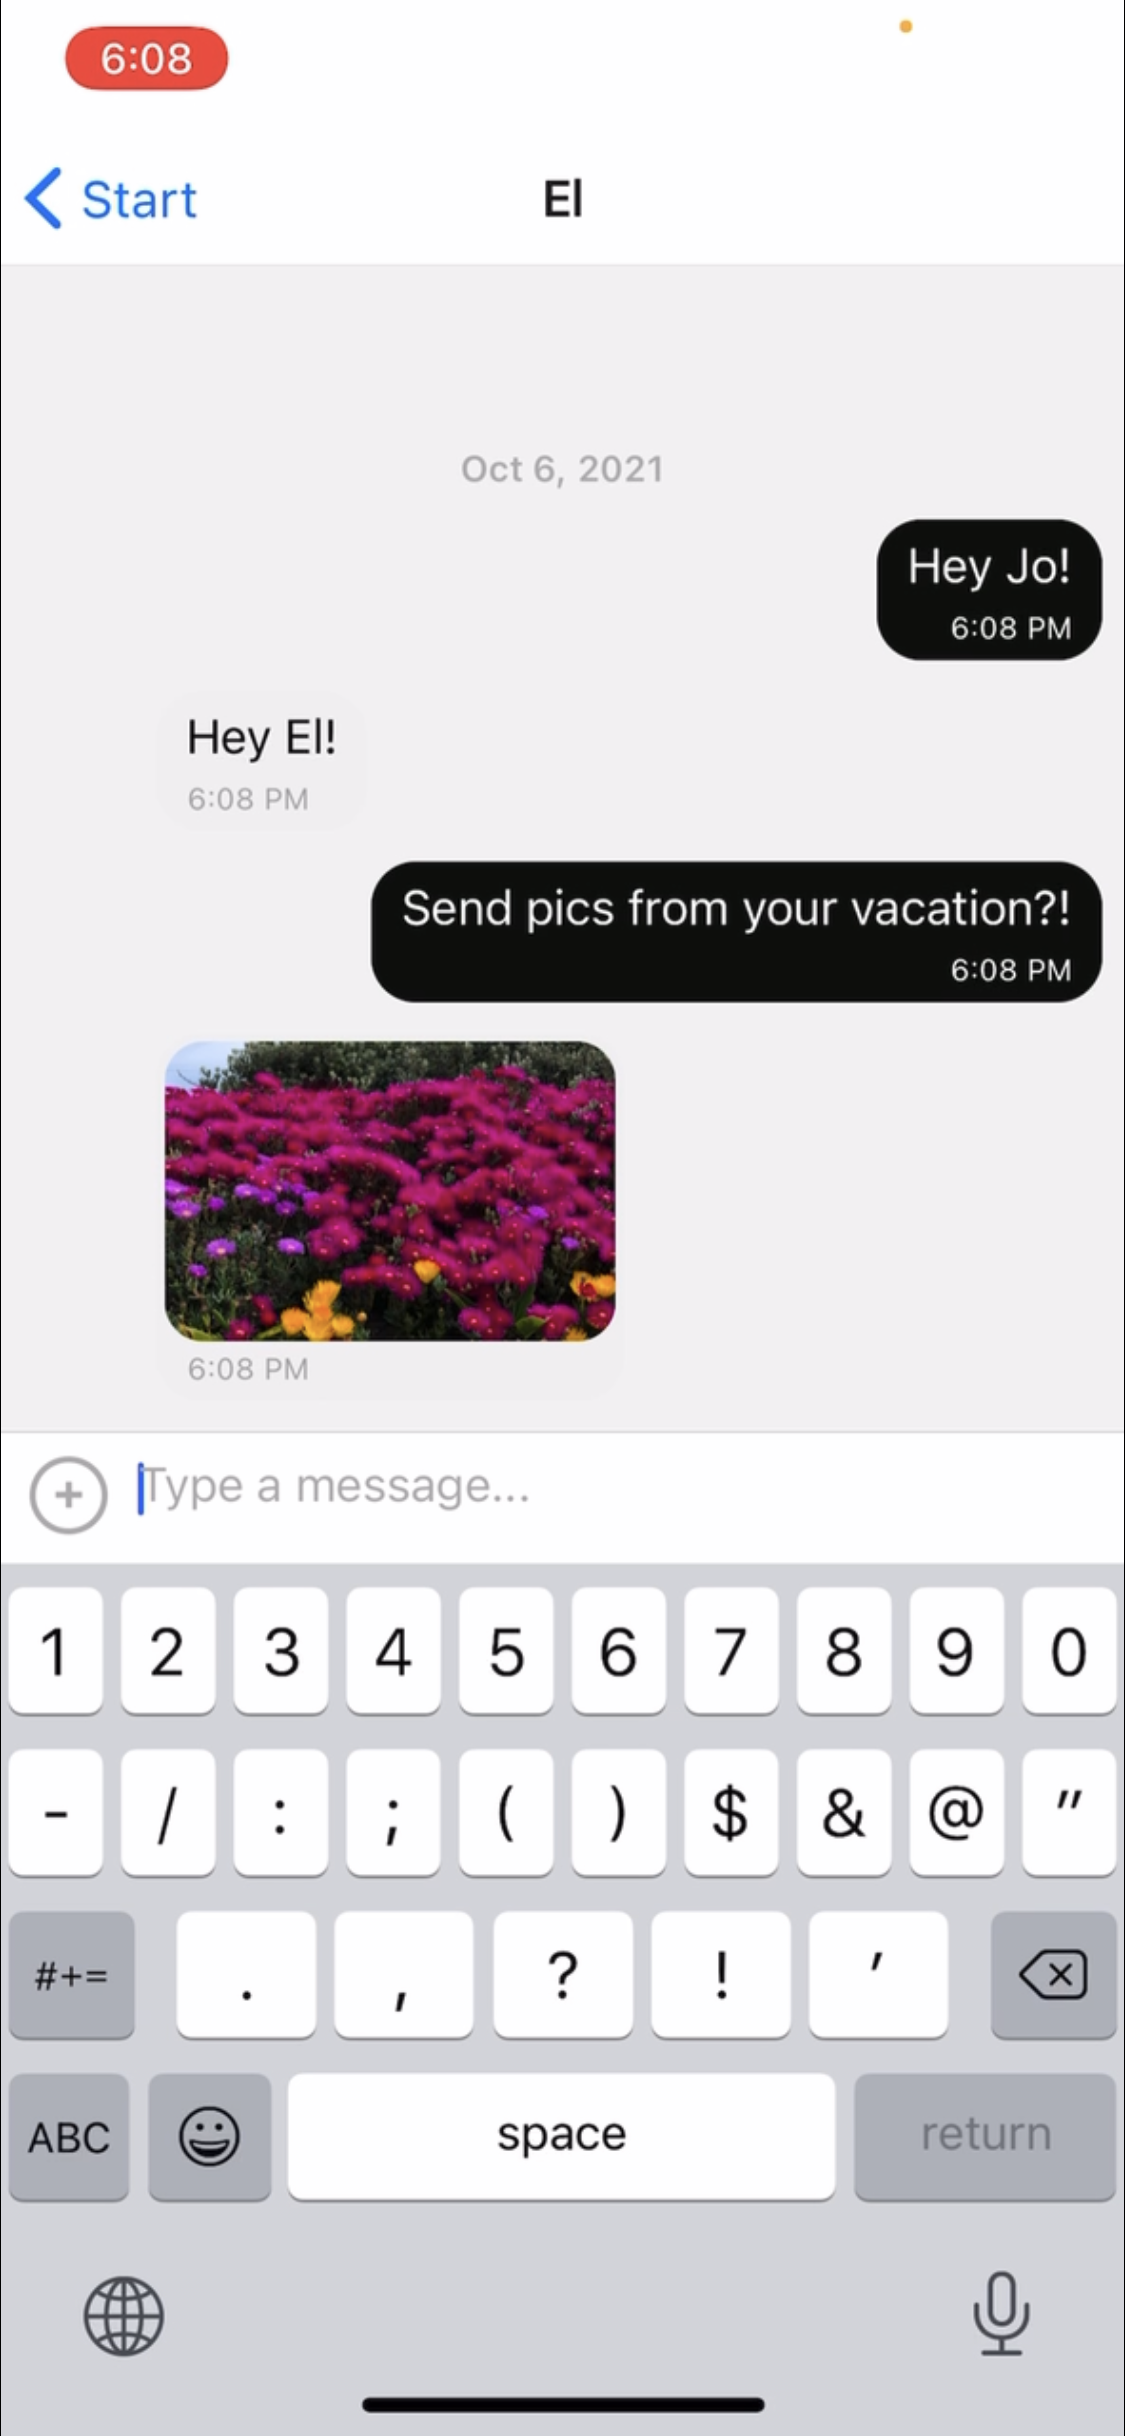 6:08
Start
El
Oct 6, 2021
Hey Jo!
6:08 PM
Hey El!
6:08 PM
Send pics from your vacation?!
6:08 PM
6:08 PM
Type a message...
1 2 3 4 5 6 7 8 9 0
- / : ; ( ) $ & @ "
#+= . , ? ! '
ABC space return